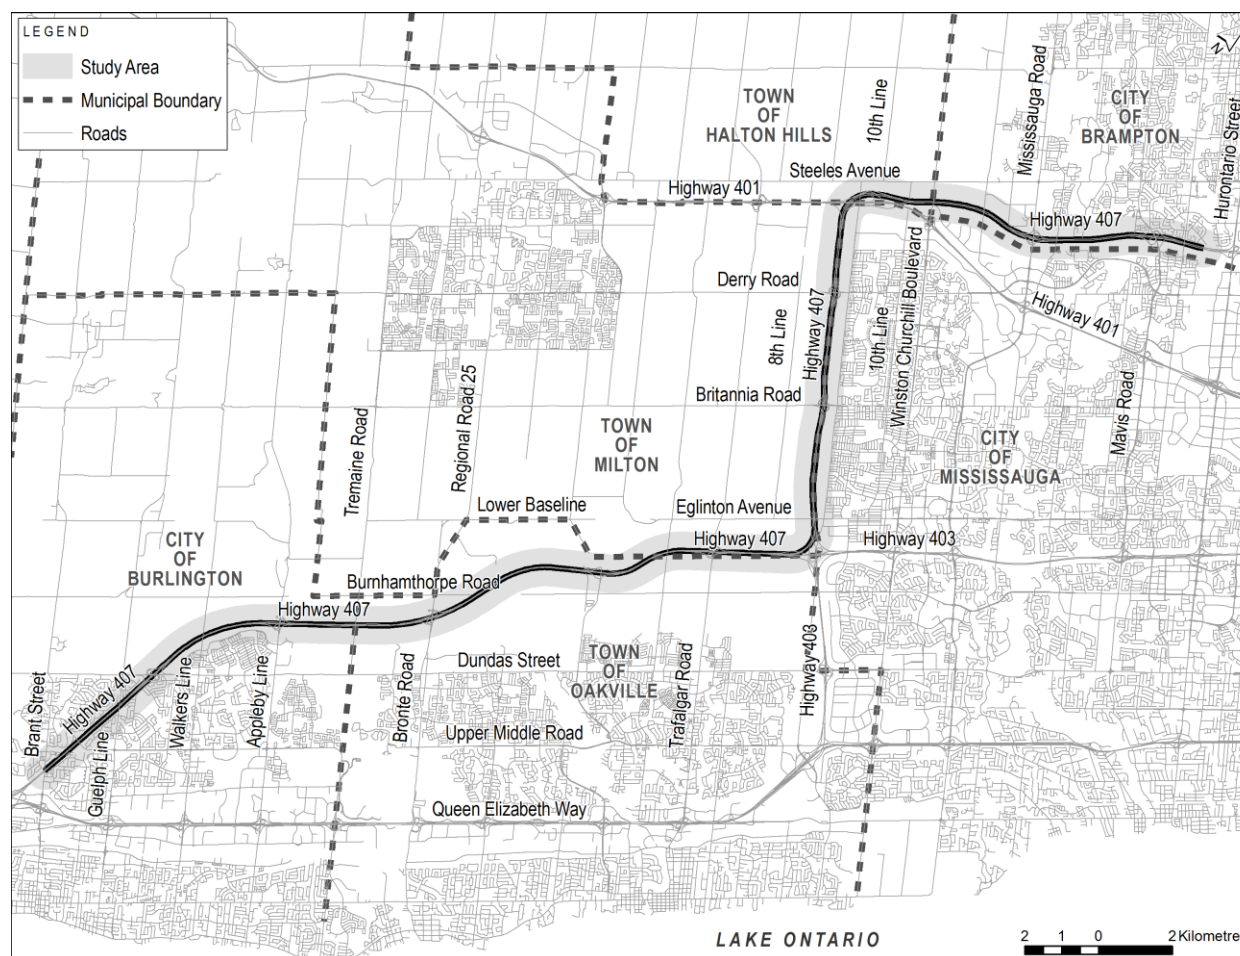 LEGEND
Study Area
Municipal Boundary
Roads
N
TOWN
OF
HALTON HILLS
10th Line
Mississauga Road
CITY
OF
BRAMPTON
Hurontario Street
Steeles Avenue
Highway 401
Highway 407
Derry Road
8th Line
Highway 407
10th Line
Winston Churchill Boulevard
Highway 401
Britannia Road
Mavis Road
Tremaine Road
Regional Road 25
TOWN
OF
MILTON
CITY
OF
MISSISSAUGA
Lower Baseline
Eglinton Avenue
Highway 407
Highway 403
CITY
OF
BURLINGTON
Burnhamthorpe Road
Highway 407
Highway 403
Dundas Street
TOWN
OF
OAKVILLE
Trafalgar Road
Brant Street
Highway 407
Guelph Line
Walkers Line
Appleby Line
Bronte Road
Upper Middle Road
Queen Elizabeth Way
LAKE ONTARIO
2 1 0 2 Kilometre